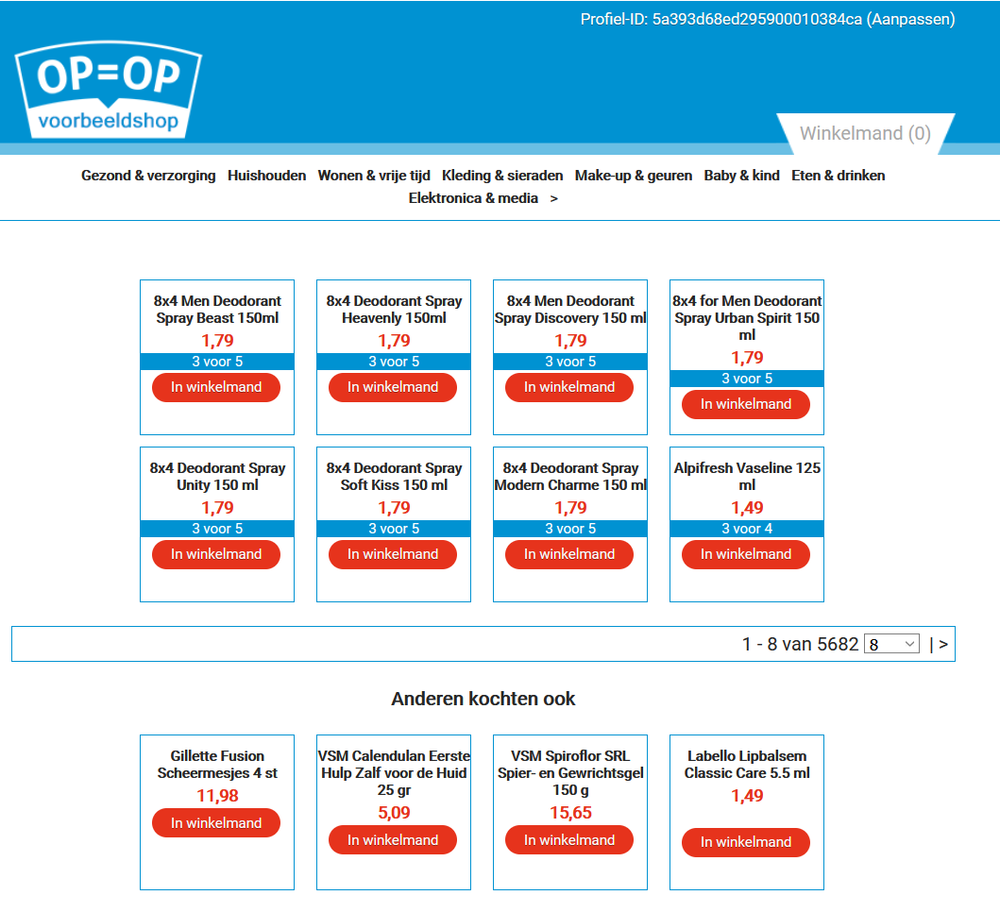 Profiel-ID: 5a393d68ed295900010384ca (Aanpassen)
OP=OP
voorbeeldshop
Winkelmand (0)
Gezond & verzorging Huishouden Wonen & vrije tijd Kleding & sieraden Make-up & geuren Baby & kind Eten & drinken
Elektronica & media >
8x4 Men Deodorant
Spray Beast 150ml
1,79
3 voor 5
In winkelmand
8x4 Deodorant Spray
Heavenly 150ml
1,79
3 voor 5
In winkelmand
8x4 Men Deodorant
Spray Discovery 150 ml
1,79
3 voor 5
In winkelmand
8x4 for Men Deodorant
Spray Urban Spirit 150
ml
1,79
3 voor 5
In winkelmand
8x4 Deodorant Spray
Unity 150 ml
1,79
3 voor 5
In winkelmand
8x4 Deodorant Spray
Soft Kiss 150 ml
1,79
3 voor 5
In winkelmand
8x4 Deodorant Spray
Modern Charme 150 ml
1,79
3 voor 5
In winkelmand
Alpifresh Vaseline 125
ml
1,49
3 voor 4
In winkelmand
1 - 8 van 5682 8 | >
Anderen kochten ook
Gillette Fusion
Scheermesjes 4 st
11,98
In winkelmand
VSM Calendulan Eerste
Hulp Zalf voor de Huid
25 gr
5,09
In winkelmand
VSM Spiroflor SRL
Spier- en Gewrichtsgel
150 g
15,65
In winkelmand
Labello Lipbalsem
Classic Care 5.5 ml
1,49
In winkelmand